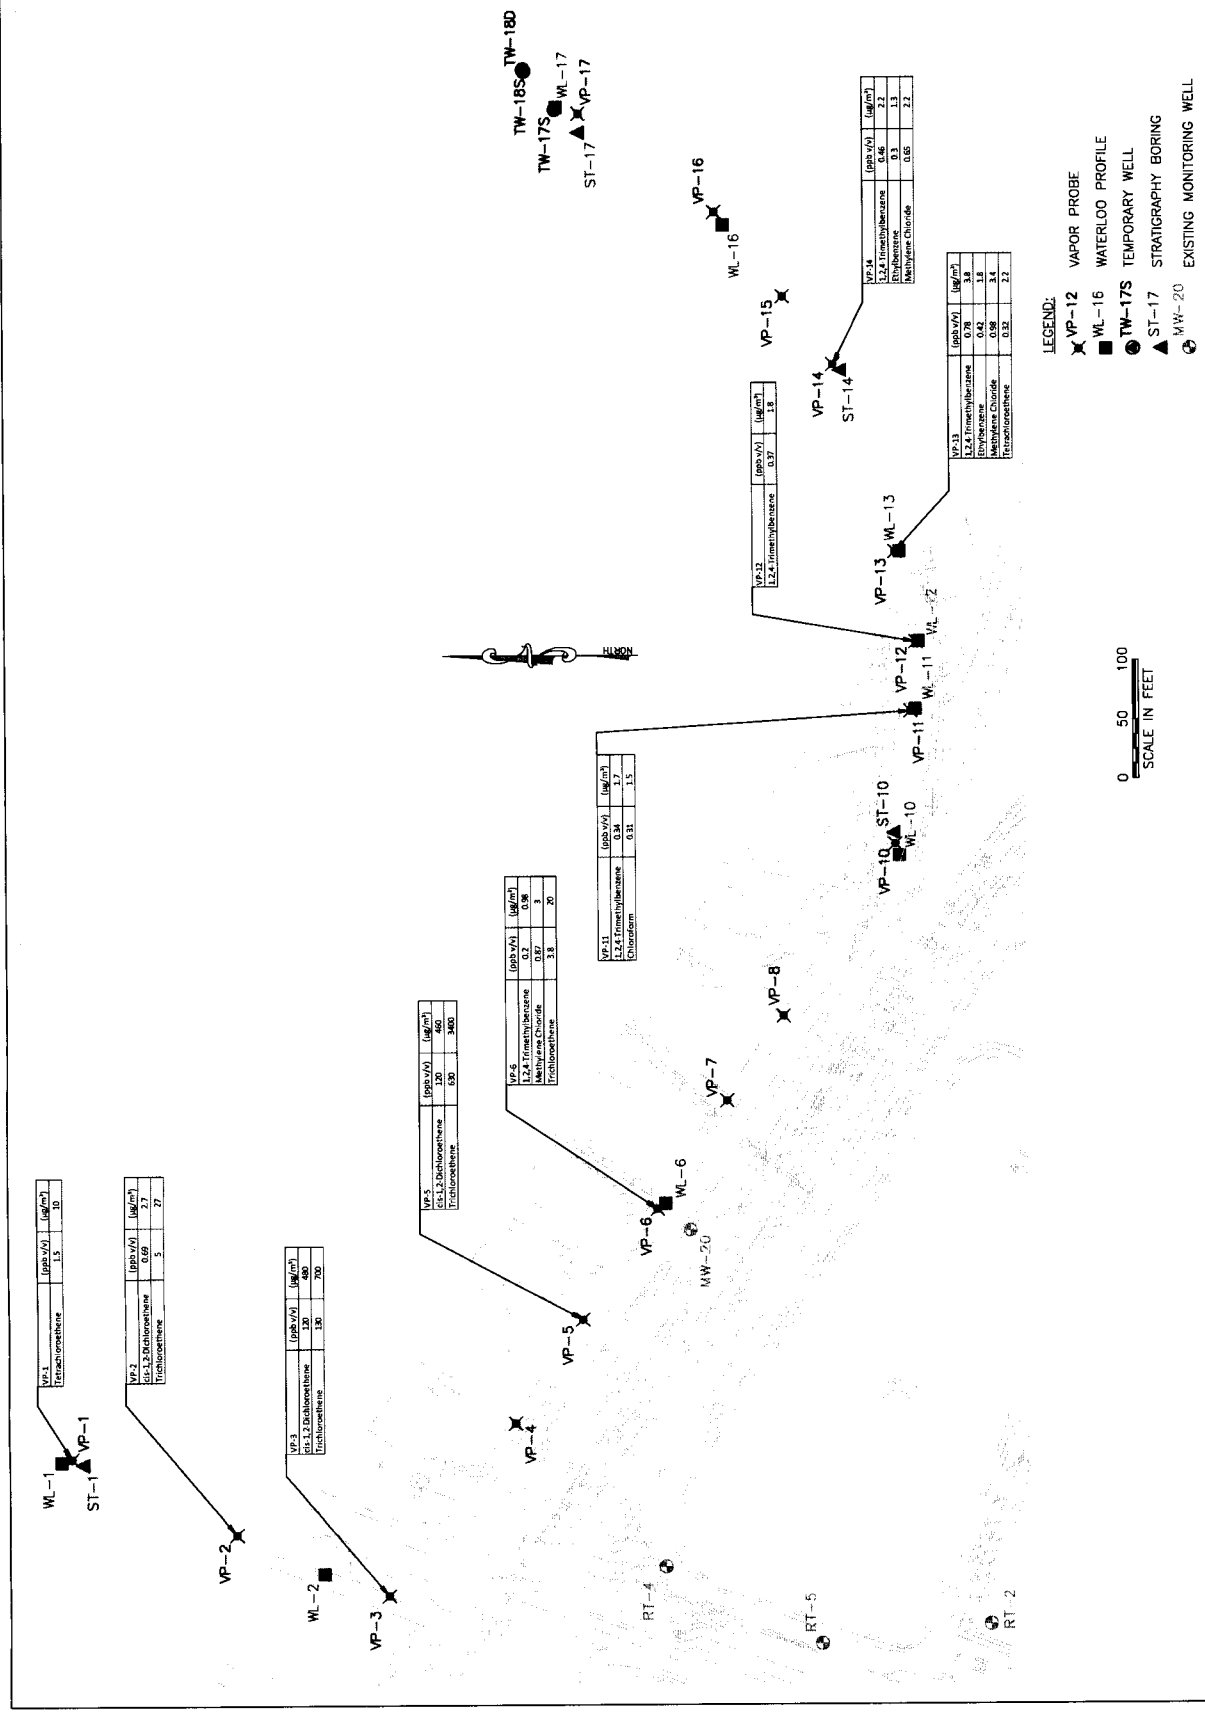 VP-1 (ppb v/v) (µg/m³)
Tetrachloroethene 1.5 10
WL-1
VP-1
ST-1
VP-2 (ppb v/v) (µg/m³)
cis-1,2-Dichloroethene 0.69 2.7
Trichloroethene 5 27
VP-2
WL-2
VP-3 (ppb v/v) (µg/m³)
cis-1,2-Dichloroethene 120 480
Trichloroethene 130 700
VP-3
VP-4
VP-5 (ppb v/v) (µg/m³)
cis-1,2-Dichloroethene 120 460
Trichloroethene 630 3400
VP-5
VP-6 (ppb v/v) (µg/m³)
1,2,4-Trimethylbenzene 0.2 0.98
Methylene Chloride 0.87 3
Trichloroethene 3.8 20
VP-6
WL-6
MW-20
RT-4
RT-5
RT-2
VP-7
VP-8
NORTH
VP-11 (ppb v/v) (µg/m³)
1,2,4-Trimethylbenzene 0.34 1.7
Chloroform 0.31 1.5
VP-10
ST-10
WL-10
VP-11
WL-11
VP-12 (ppb v/v) (µg/m³)
1,2,4-Trimethylbenzene 0.37 1.8
VP-12
WL-12
VP-13
WL-13
VP-13 (ppb v/v) (µg/m³)
1,2,4-Trimethylbenzene 0.78 3.8
Ethylbenzene 0.42 1.8
Methylene Chloride 0.98 3.4
Tetrachloroethene 0.32 2.2
VP-14 (ppb v/v) (µg/m³)
1,2,4-Trimethylbenzene 0.46 2.2
Ethylbenzene 0.3 1.3
Methylene Chloride 0.65 2.2
VP-14
ST-14
VP-15
VP-16
WL-16
TW-18S
TW-18D
TW-17S
WL-17
ST-17
VP-17
0 50 100
SCALE IN FEET
LEGEND:
VP-12 VAPOR PROBE
WL-16 WATERLOO PROFILE
TW-17S TEMPORARY WELL
ST-17 STRATIGRAPHY BORING
MW-20 EXISTING MONITORING WELL